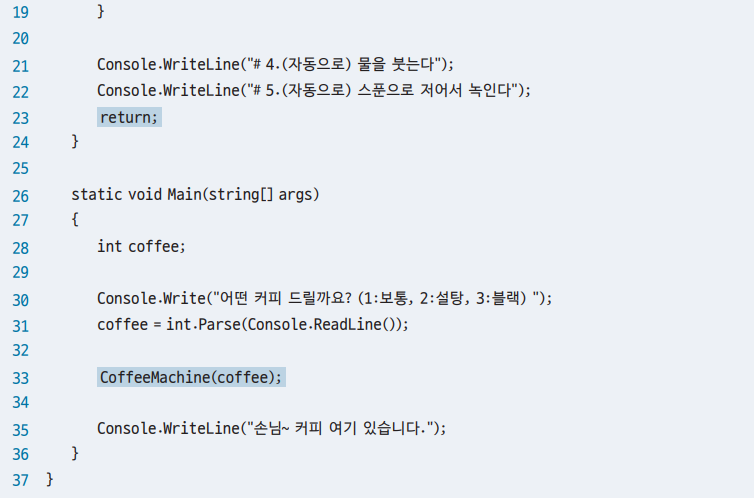 19 }
20
21 Console.WriteLine("# 4.(자동으로) 물을 붓는다");
22 Console.WriteLine("# 5.(자동으로) 스푼으로 저어서 녹인다");
23 return;
24 }
25
26 static void Main(string[] args)
27 {
28 int coffee;
29
30 Console.Write("어떤 커피 드릴까요? (1:보통, 2:설탕, 3:블랙) ");
31 coffee = int.Parse(Console.ReadLine());
32
33 CoffeeMachine(coffee);
34
35 Console.WriteLine("손님~ 커피 여기 있습니다.");
36 }
37 }